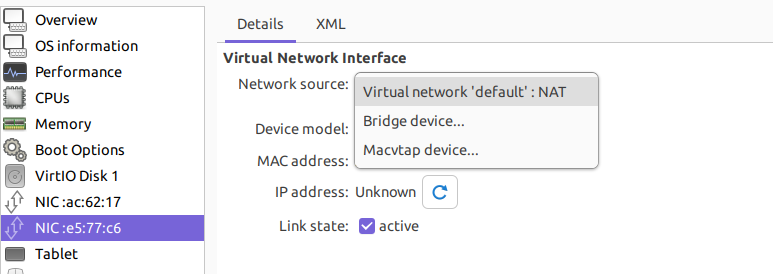 Overview
OS information
Performance
CPUs
Memory
Boot Options
VirtIO Disk 1
NIC :ac:62:17
NIC :e5:77:c6
Tablet
Details
XML
Virtual Network Interface
Network source:
Virtual network 'default' : NAT
Bridge device...
Macvtap device...
Device model:
MAC address:
IP address: Unknown
Link state: active